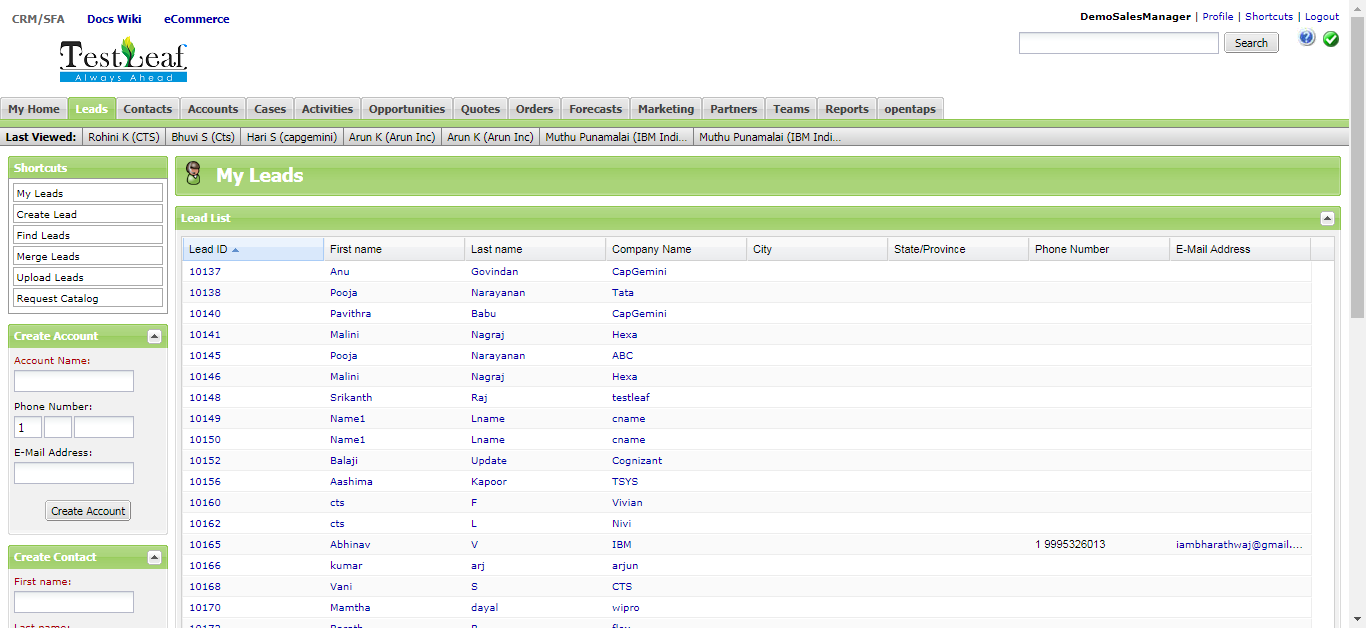 CRM/SFA Docs Wiki eCommerce
DemoSalesManager | Profile | Shortcuts | Logout
TestLeaf
Always Ahead
Search
My Home Leads Contacts Accounts Cases Activities Opportunities Quotes Orders Forecasts Marketing Partners Teams Reports opentaps
Last Viewed: Rohini K (CTS) Bhuvi S (Cts) Hari S (capgemini) Arun K (Arun Inc) Arun K (Arun Inc) Muthu Punamalai (IBM Indi... Muthu Punamalai (IBM Indi...
Shortcuts
My Leads
Create Lead
Find Leads
Merge Leads
Upload Leads
Request Catalog
Create Account
Account Name:
Phone Number:
1
E-Mail Address:
Create Account
Create Contact
First name:
Last name:
My Leads
Lead List
Lead ID First name Last name Company Name City State/Province Phone Number E-Mail Address
10137 Anu Govindan CapGemini
10138 Pooja Narayanan Tata
10140 Pavithra Babu CapGemini
10141 Malini Nagraj Hexa
10145 Pooja Narayanan ABC
10146 Malini Nagraj Hexa
10148 Srikanth Raj testleaf
10149 Name1 Lname cname
10150 Name1 Lname cname
10152 Balaji Update Cognizant
10156 Aashima Kapoor TSYS
10160 cts F Vivian
10162 cts L Nivi
10165 Abhinav V IBM 1 9995326013 iambharathwaj@gmail....
10166 kumar arj arjun
10168 Vani S CTS
10170 Mamtha dayal wipro